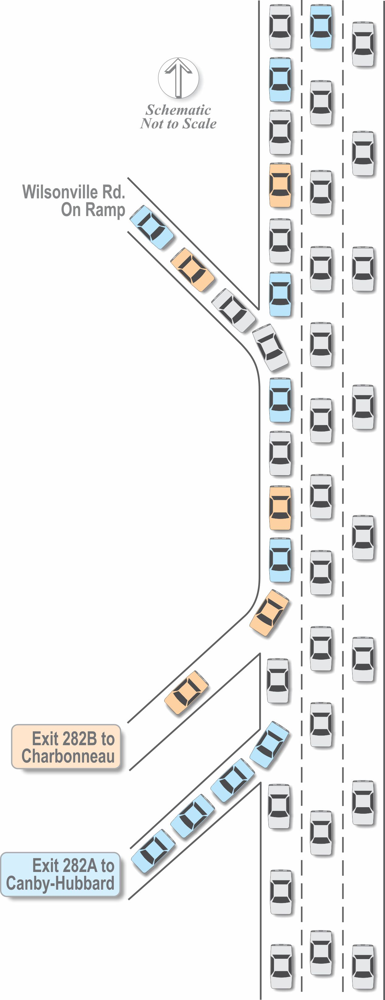 Schematic
Not to Scale
Wilsonville Rd.
On Ramp
Exit 282B to
Charbonneau
Exit 282A to
Canby-Hubbard